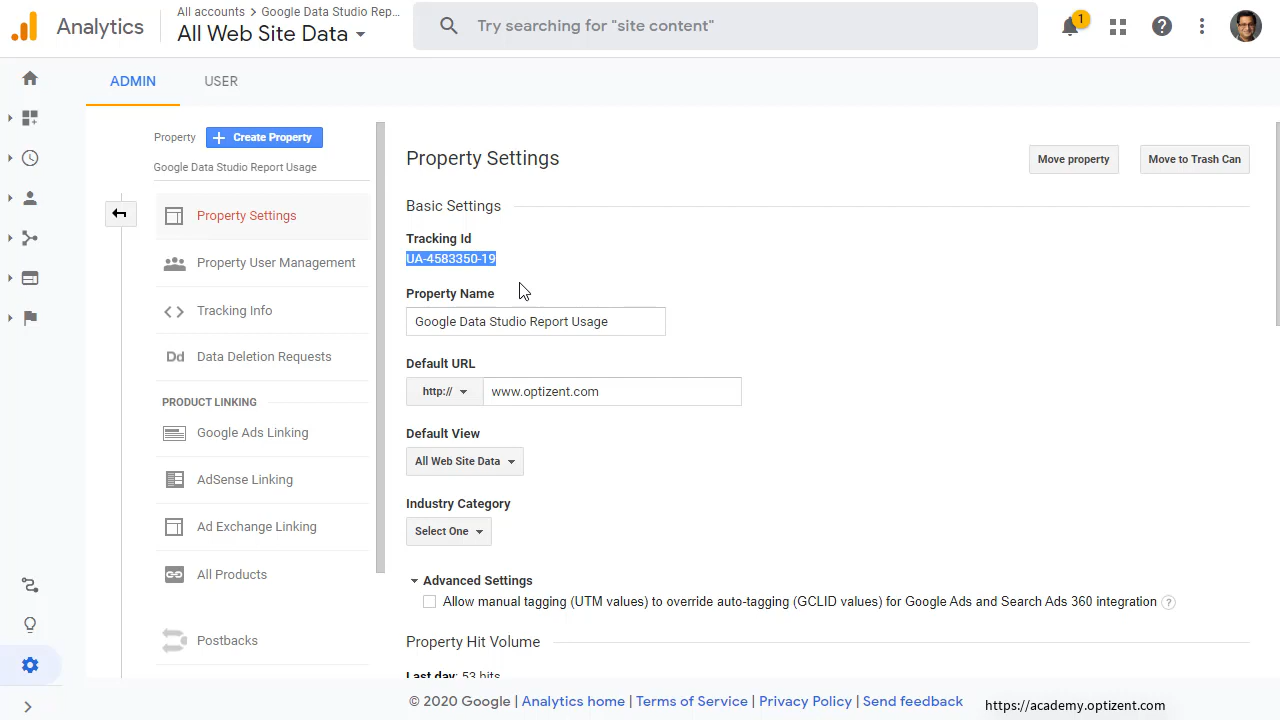 Analytics
All accounts > Google Data Studio Rep...
All Web Site Data
Try searching for "site content"
1
ADMIN
USER
Property
+ Create Property
Google Data Studio Report Usage
Property Settings
Property User Management
Tracking Info
Dd Data Deletion Requests
PRODUCT LINKING
Google Ads Linking
AdSense Linking
Ad Exchange Linking
All Products
Postbacks
Property Settings
Move property
Move to Trash Can
Basic Settings
Tracking Id
UA-4583350-19
Property Name
Google Data Studio Report Usage
Default URL
http://
www.optizent.com
Default View
All Web Site Data
Industry Category
Select One
Advanced Settings
Allow manual tagging (UTM values) to override auto-tagging (GCLID values) for Google Ads and Search Ads 360 integration ?
Property Hit Volume
Last day: 53 hits
© 2020 Google | Analytics home | Terms of Service | Privacy Policy | Send feedback
https://academy.optizent.com